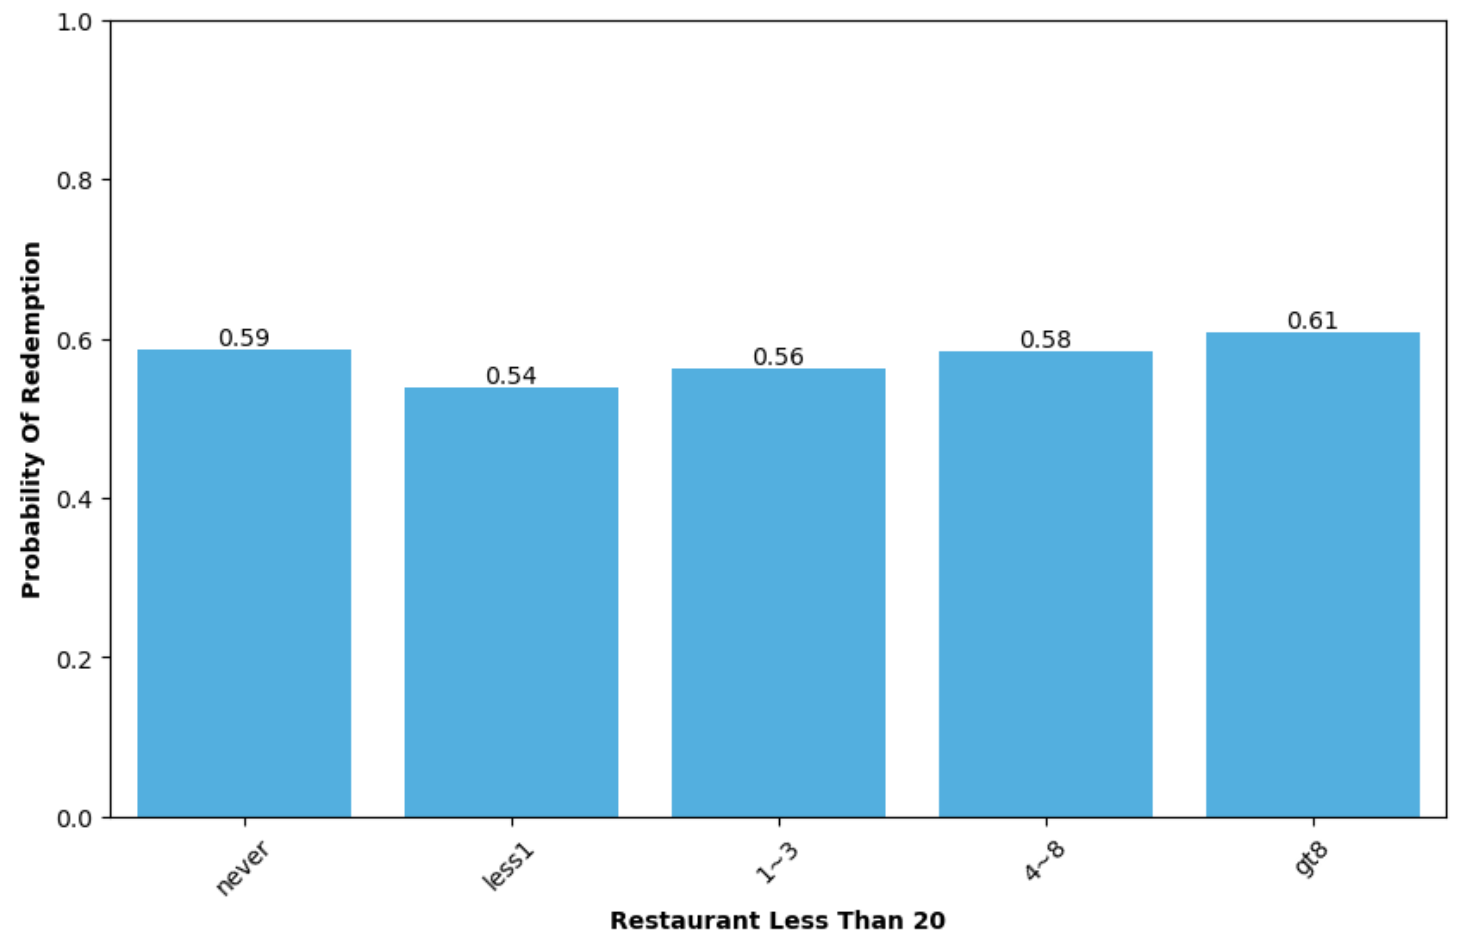 1.0
0.8
0.6
0.4
0.2
0.0
Probability Of Redemption
0.59
0.54
0.56
0.58
0.61
never
less1
1~3
4~8
gt8
Restaurant Less Than 20